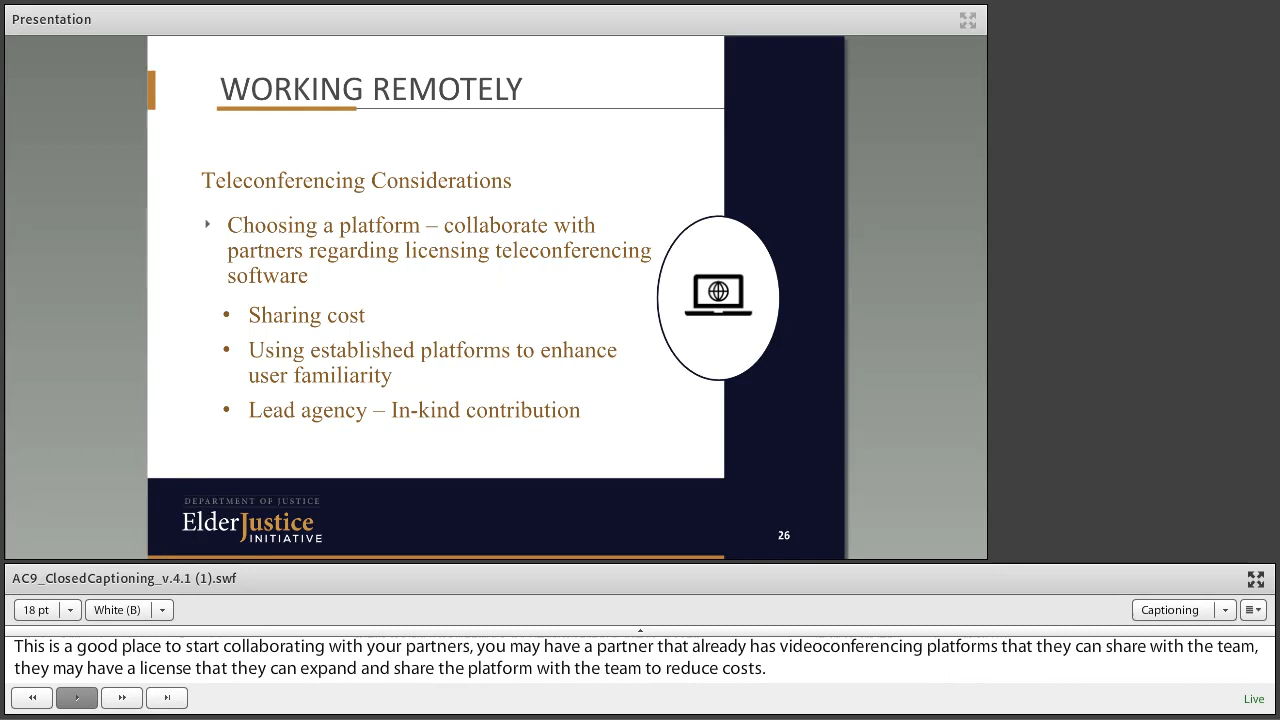 Presentation
WORKING REMOTELY
Teleconferencing Considerations
Choosing a platform – collaborate with
partners regarding licensing teleconferencing
software
• Sharing cost
• Using established platforms to enhance
user familiarity
• Lead agency – In-kind contribution
DEPARTMENT OF JUSTICE
ElderJustice
INITIATIVE
26
AC9_ClosedCaptioning_v.4.1 (1).swf
18 pt White (B) Captioning
This is a good place to start collaborating with your partners, you may have a partner that already has videoconferencing platforms that they can share with the team,
they may have a license that they can expand and share the platform with the team to reduce costs.
Live